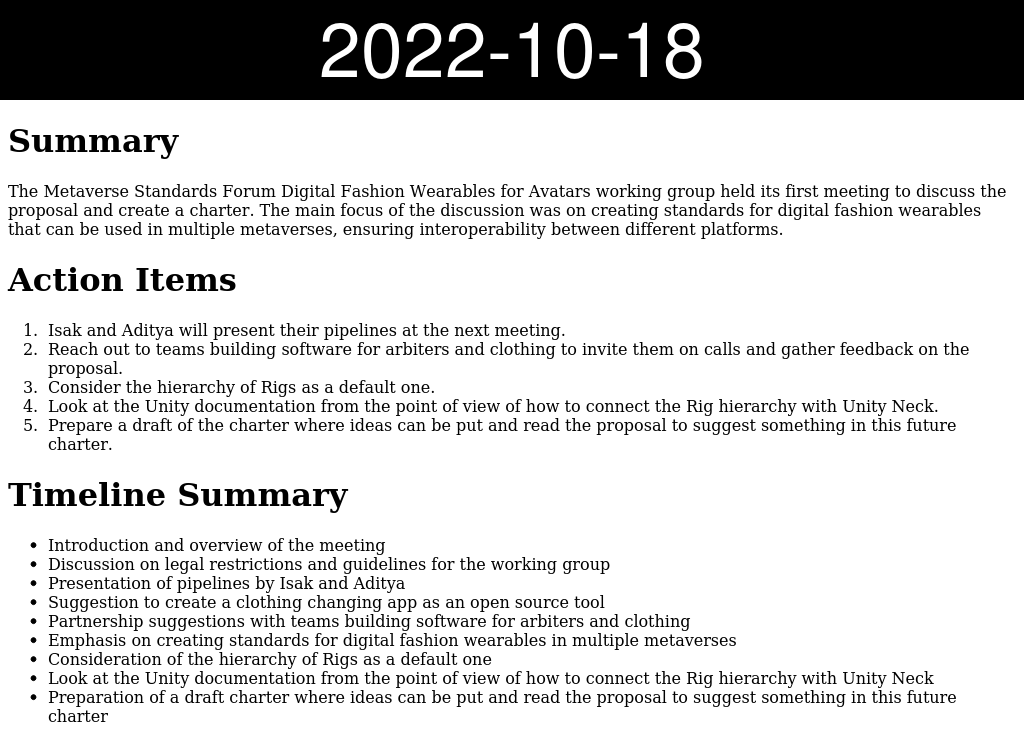 2022-10-18
Summary
The Metaverse Standards Forum Digital Fashion Wearables for Avatars working group held its first meeting to discuss the
proposal and create a charter. The main focus of the discussion was on creating standards for digital fashion wearables
that can be used in multiple metaverses, ensuring interoperability between different platforms.
Action Items
1. Isak and Aditya will present their pipelines at the next meeting.
2. Reach out to teams building software for arbiters and clothing to invite them on calls and gather feedback on the
proposal.
3. Consider the hierarchy of Rigs as a default one.
4. Look at the Unity documentation from the point of view of how to connect the Rig hierarchy with Unity Neck.
5. Prepare a draft of the charter where ideas can be put and read the proposal to suggest something in this future
charter.
Timeline Summary
• Introduction and overview of the meeting
• Discussion on legal restrictions and guidelines for the working group
• Presentation of pipelines by Isak and Aditya
• Suggestion to create a clothing changing app as an open source tool
• Partnership suggestions with teams building software for arbiters and clothing
• Emphasis on creating standards for digital fashion wearables in multiple metaverses
• Consideration of the hierarchy of Rigs as a default one
• Look at the Unity documentation from the point of view of how to connect the Rig hierarchy with Unity Neck
• Preparation of a draft charter where ideas can be put and read the proposal to suggest something in this future
charter